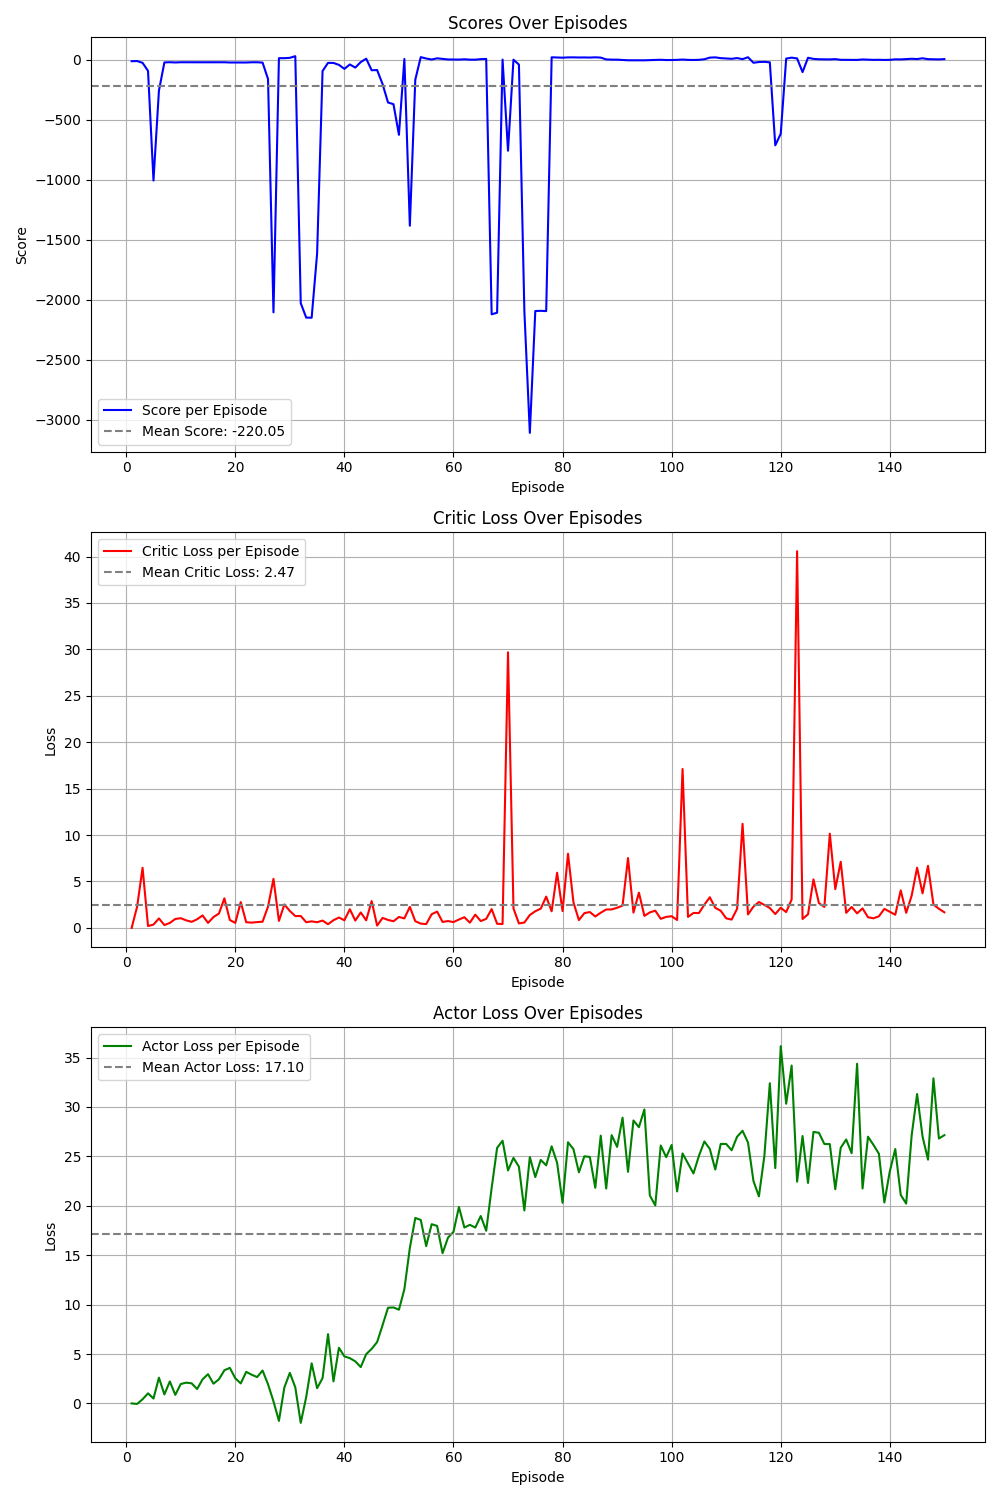 Scores Over Episodes
0
−500
−1000
−1500
−2000
−2500
−3000
Score
Score per Episode
Mean Score: -220.05
0 20 40 60 80 100 120 140
Episode
Critic Loss Over Episodes
Critic Loss per Episode
Mean Critic Loss: 2.47
40
35
30
25
20
15
10
5
0
Loss
0 20 40 60 80 100 120 140
Episode
Actor Loss Over Episodes
Actor Loss per Episode
Mean Actor Loss: 17.10
35
30
25
20
15
10
5
0
Loss
0 20 40 60 80 100 120 140
Episode